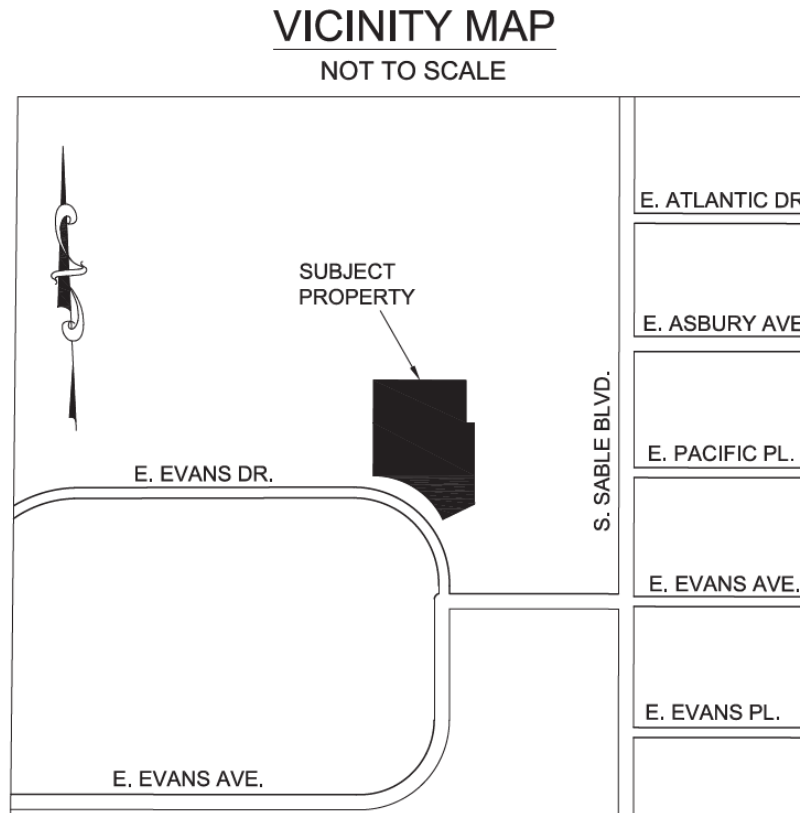 VICINITY MAP
NOT TO SCALE
E. ATLANTIC DR
SUBJECT
PROPERTY
E. ASBURY AVE
S. SABLE BLVD.
E. PACIFIC PL.
E. EVANS DR.
E. EVANS AVE.
E. EVANS PL.
E. EVANS AVE.